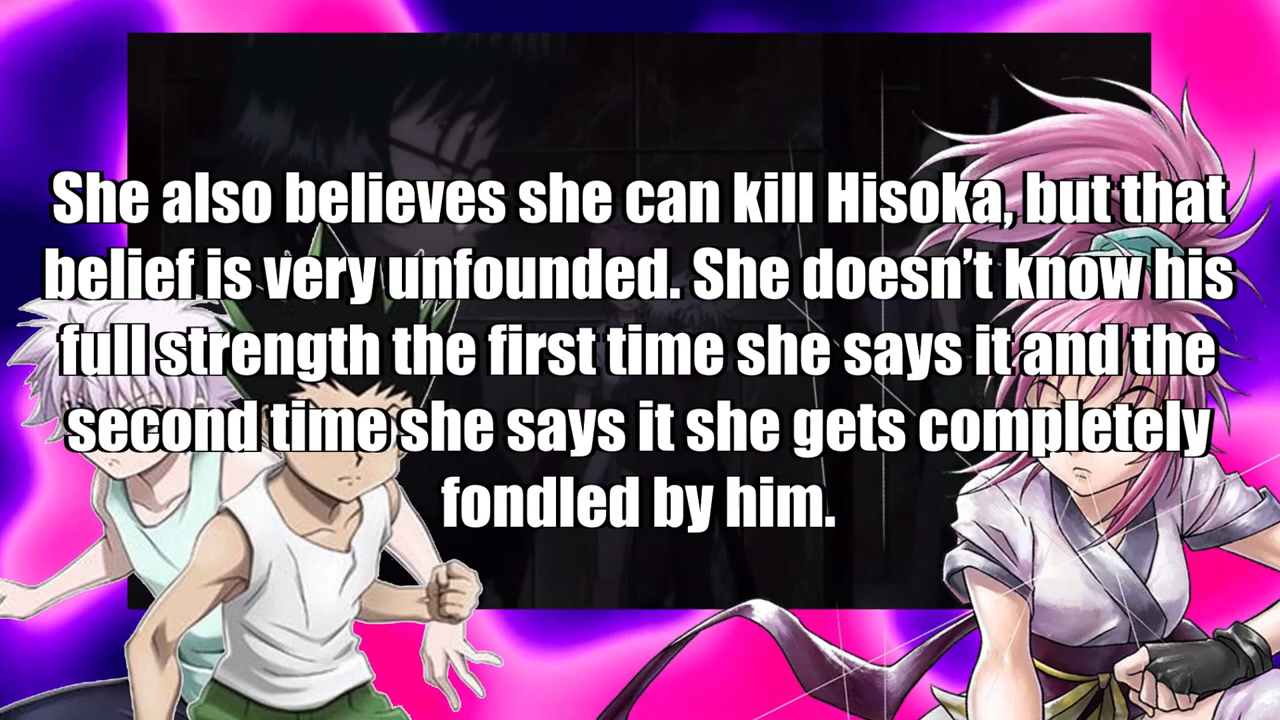 She also believes she can kill Hisoka, but that
belief is very unfounded. She doesn’t know his
full strength the first time she says it and the
second time she says it she gets completely
fondled by him.